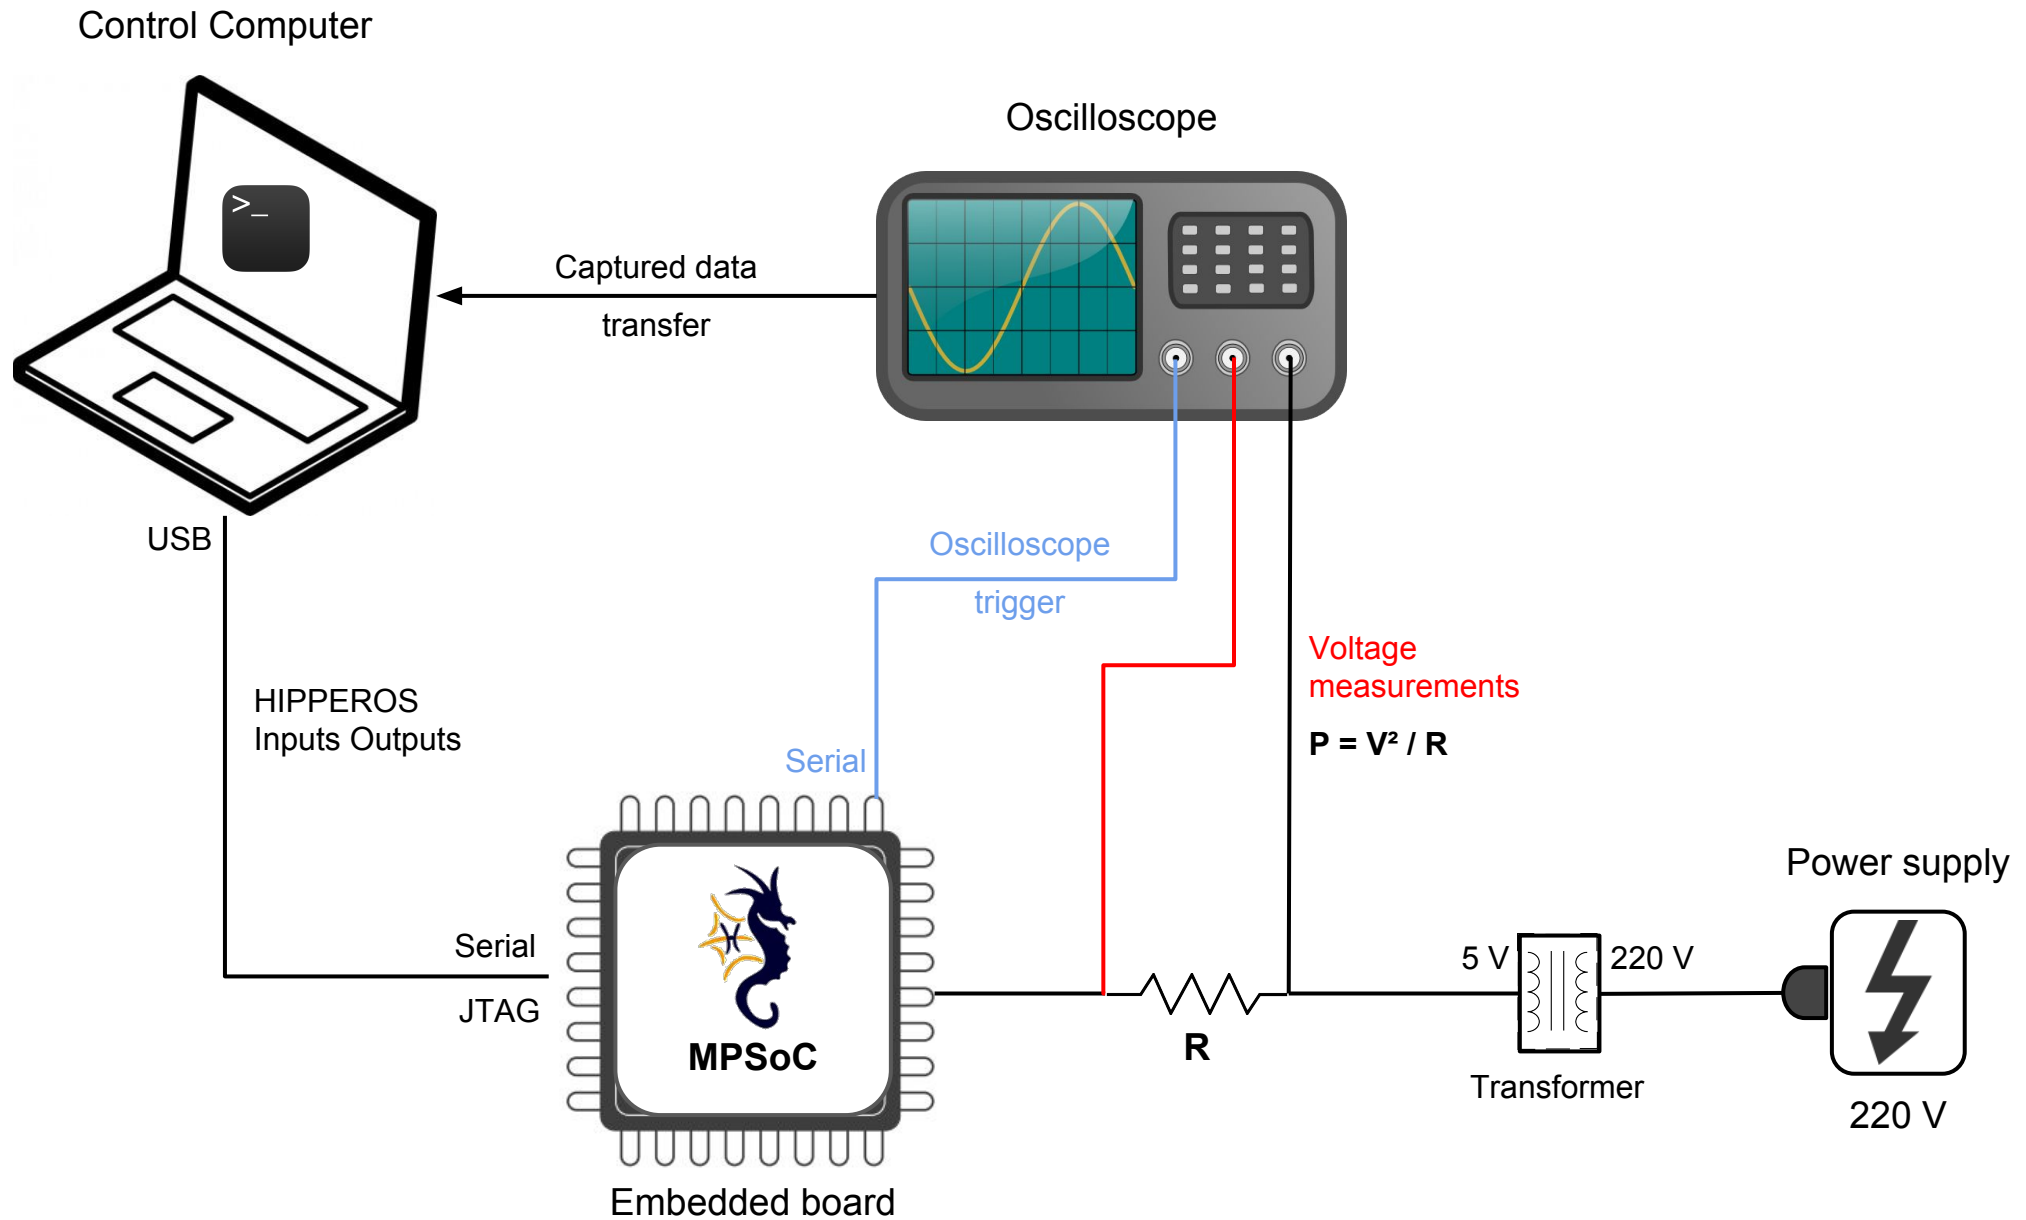 Control Computer
Oscilloscope
>_
Captured data
transfer
USB
Oscilloscope
trigger
Voltage
measurements
P = V² / R
HIPPEROS
Inputs Outputs
Serial
Power supply
Serial
JTAG
H
MPSoC
5 V
220 V
R
Transformer
220 V
Embedded board